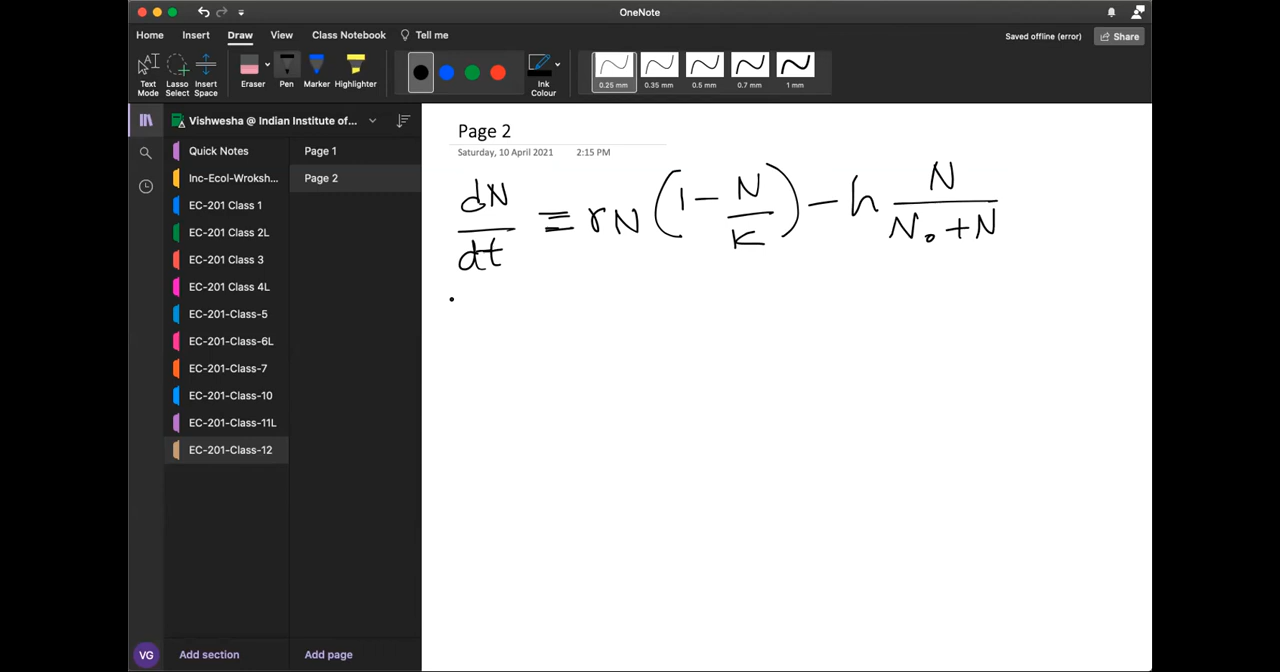 OneNote
Home Insert Draw View Class Notebook Tell me
Saved offline (error) Share
Text Mode
Lasso Select
Insert Space
Eraser
Pen
Marker
Highlighter
Ink Colour
0.25 mm 0.35 mm 0.5 mm 0.7 mm 1 mm
Vishwesha @ Indian Institute of...
Quick Notes
Inc-Ecol-Wroksh...
EC-201 Class 1
EC-201 Class 2L
EC-201 Class 3
EC-201 Class 4L
EC-201-Class-5
EC-201-Class-6L
EC-201-Class-7
EC-201-Class-10
EC-201-Class-11L
EC-201-Class-12
Page 1
Page 2
Page 2
Saturday, 10 April 2021 2:15 PM
dN/dt ≡ rN (1 - N/K) - h N/(N₀ + N)
VG
Add section
Add page